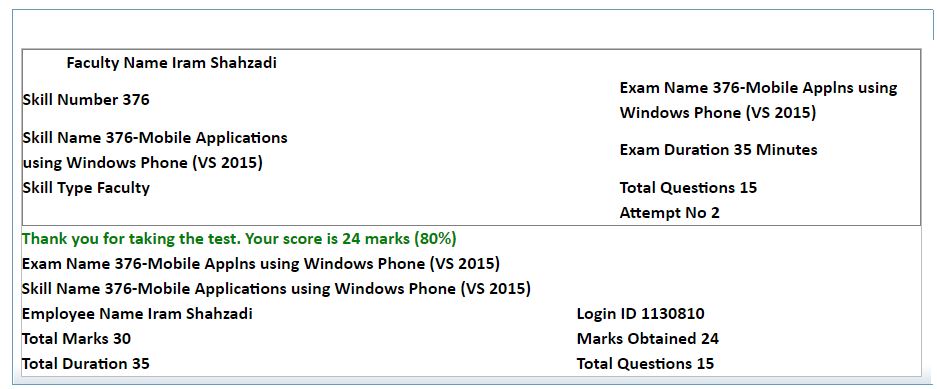 Faculty Name Iram Shahzadi
Skill Number 376
Exam Name 376-Mobile Applns using
Windows Phone (VS 2015)
Skill Name 376-Mobile Applications
using Windows Phone (VS 2015)
Exam Duration 35 Minutes
Skill Type Faculty
Total Questions 15
Attempt No 2
Thank you for taking the test. Your score is 24 marks (80%)
Exam Name 376-Mobile Applns using Windows Phone (VS 2015)
Skill Name 376-Mobile Applications using Windows Phone (VS 2015)
Employee Name Iram Shahzadi
Login ID 1130810
Total Marks 30
Marks Obtained 24
Total Duration 35
Total Questions 15